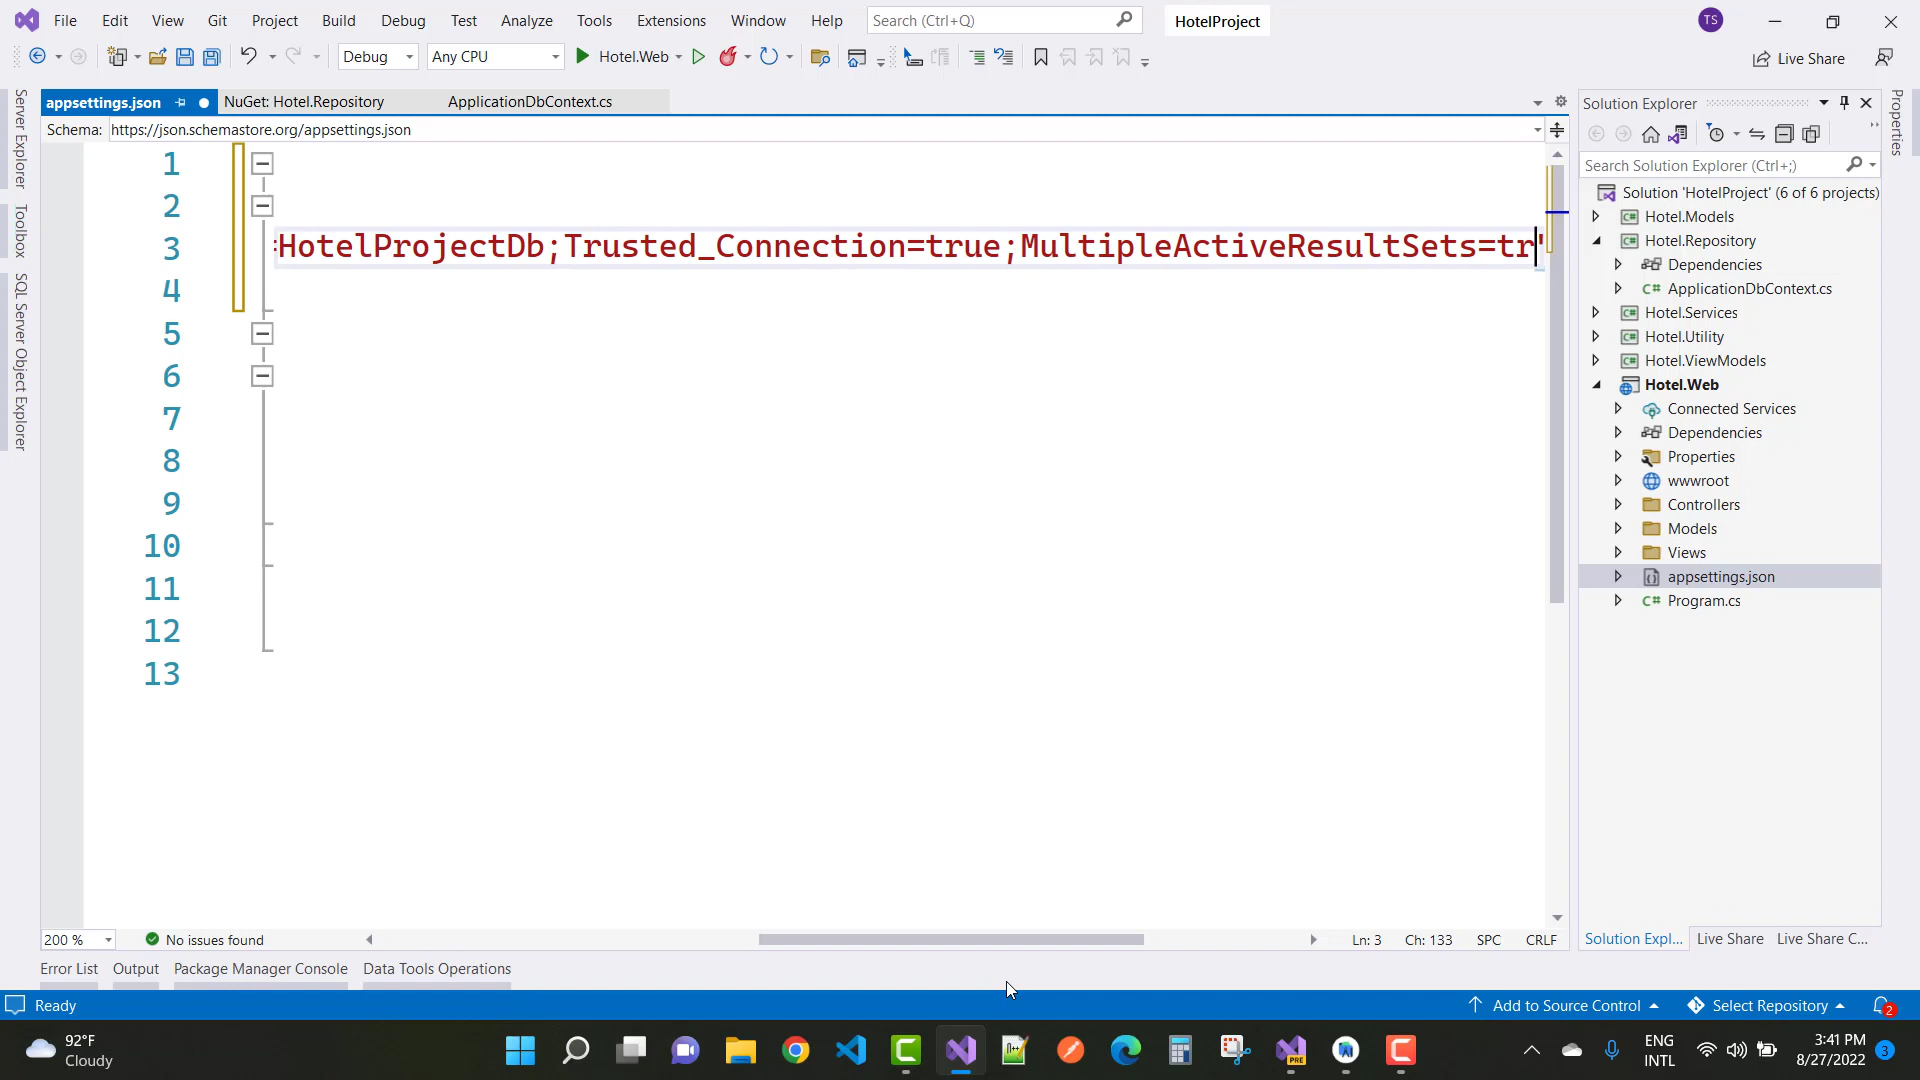 File Edit View Git Project Build Debug Test Analyze Tools Extensions Window Help Search (Ctrl+Q) HotelProject TS
Debug Any CPU Hotel.Web Live Share
appsettings.json NuGet: Hotel.Repository ApplicationDbContext.cs
Schema: https://json.schemastore.org/appsettings.json
Server Explorer
Toolbox
SQL Server Object Explorer
1
2
3 =HotelProjectDb;Trusted_Connection=true;MultipleActiveResultSets=tr"
4
5
6
7
8
9
10
11
12
13
200 % No issues found Ln: 3 Ch: 133 SPC CRLF
Solution Explorer
Search Solution Explorer (Ctrl+;)
Solution 'HotelProject' (6 of 6 projects)
C# Hotel.Models
C# Hotel.Repository
Dependencies
C# ApplicationDbContext.cs
C# Hotel.Services
C# Hotel.Utility
C# Hotel.ViewModels
Hotel.Web
Connected Services
Dependencies
Properties
wwwroot
Controllers
Models
Views
appsettings.json
C# Program.cs
Solution Expl... Live Share Live Share C...
Properties
Error List Output Package Manager Console Data Tools Operations
Ready Add to Source Control Select Repository 2
92°F
Cloudy
PRE
ENG
INTL
3:41 PM
8/27/2022
3